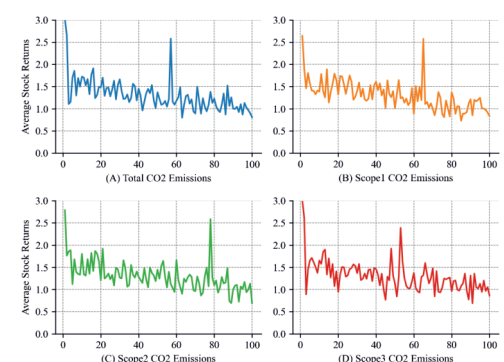 3.0
2.5
2.0
1.5
1.0
0.5
0.0
Average Stock Returns
0 20 40 60 80 100
(A) Total CO2 Emissions
3.0
2.5
2.0
1.5
1.0
0.5
0.0
0 20 40 60 80 100
(B) Scope1 CO2 Emissions
3.0
2.5
2.0
1.5
1.0
0.5
0.0
Average Stock Returns
0 20 40 60 80 100
(C) Scope2 CO2 Emissions
3.0
2.5
2.0
1.5
1.0
0.5
0.0
0 20 40 60 80 100
(D) Scope3 CO2 Emissions